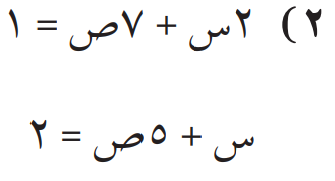 ٢) ٢س + ٧ص = ١
س + ٥ص = ٢